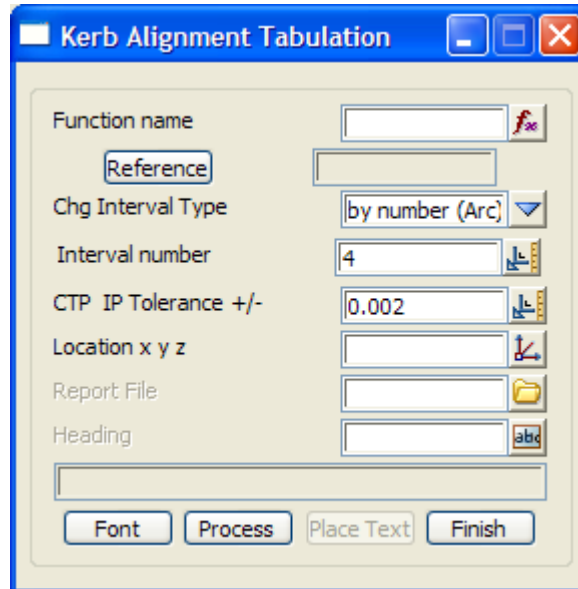 Kerb Alignment Tabulation
Function name
Reference
Chg Interval Type by number (Arc)
Interval number 4
CTP IP Tolerance +/- 0.002
Location x y z
Report File
Heading abc
Font Process Place Text Finish